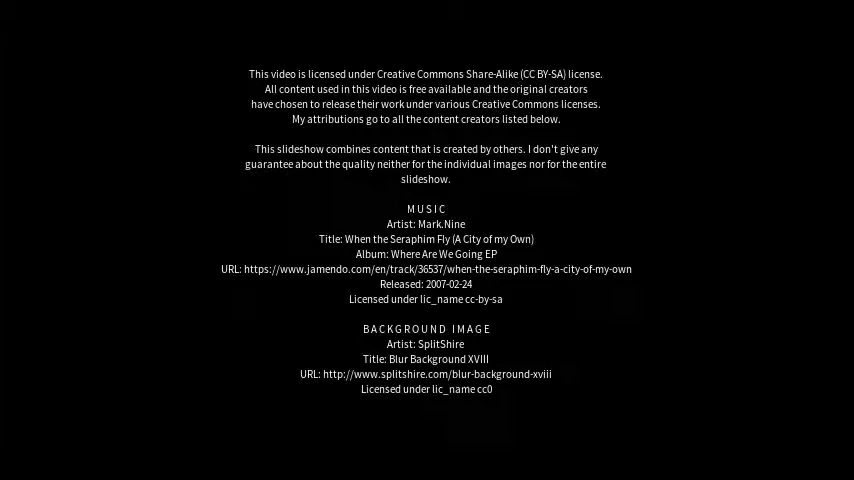 This video is licensed under Creative Commons Share-Alike (CC BY-SA) license.
All content used in this video is free available and the original creators
have chosen to release their work under various Creative Commons licenses.
My attributions go to all the content creators listed below.
This slideshow combines content that is created by others. I don't give any
guarantee about the quality neither for the individual images nor for the entire
slideshow.
MUSIC
Artist: Mark.Nine
Title: When the Seraphim Fly (A City of my Own)
Album: Where Are We Going EP
URL: https://www.jamendo.com/en/track/36537/when-the-seraphim-fly-a-city-of-my-own
Released: 2007-02-24
Licensed under lic_name cc-by-sa
BACKGROUND IMAGE
Artist: SplitShire
Title: Blur Background XVIII
URL: http://www.splitshire.com/blur-background-xviii
Licensed under lic_name cc0